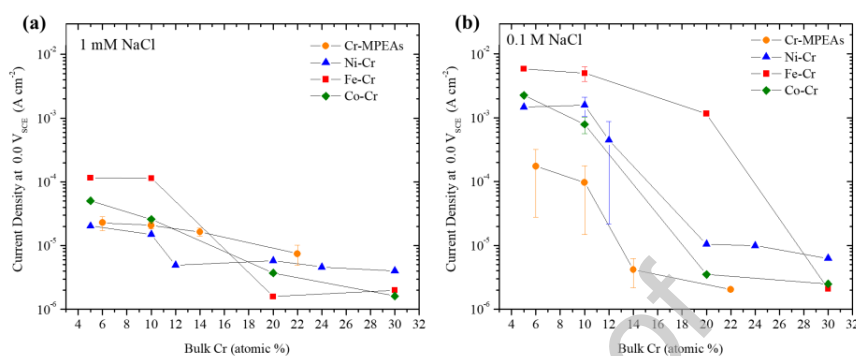 (a)
1 mM NaCl
Cr-MPEAs
Ni-Cr
Fe-Cr
Co-Cr
Current Density at 0.0 V_SCE (A cm⁻²)
10⁻²
10⁻³
10⁻⁴
10⁻⁵
10⁻⁶
4 6 8 10 12 14 16 18 20 22 24 26 28 30 32
Bulk Cr (atomic %)
(b)
0.1 M NaCl
Cr-MPEAs
Ni-Cr
Fe-Cr
Co-Cr
Current Density at 0.0 V_SCE (A cm⁻²)
10⁻²
10⁻³
10⁻⁴
10⁻⁵
10⁻⁶
4 6 8 10 12 14 16 18 20 22 24 26 28 30 32
Bulk Cr (atomic %)